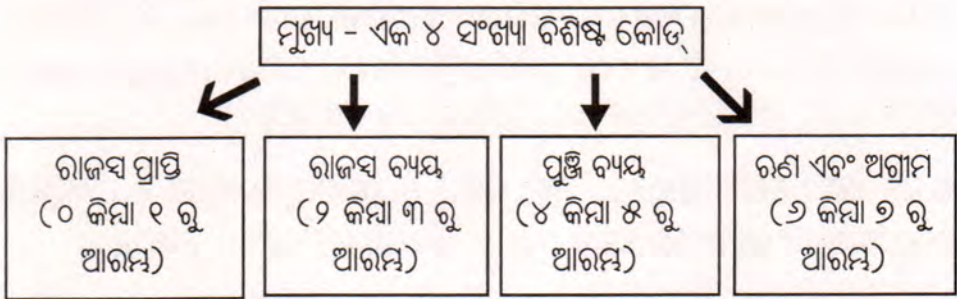 ମୁଖ୍ୟ - ଏକ ୪ ସଂଖ୍ୟା ବିଶିଷ୍ଟ କୋଡ୍
ରାଜସ୍ୱ ପ୍ରାପ୍ତି
(୦ କିମ୍ବା ୧ ରୁ
ଆରମ୍ଭ)
ରାଜସ୍ୱ ବ୍ୟୟ
(୨ କିମ୍ବା ୩ ରୁ
ଆରମ୍ଭ)
ପୁଞ୍ଜି ବ୍ୟୟ
(୪ କିମ୍ବା ୫ ରୁ
ଆରମ୍ଭ)
ଋଣ ଏବଂ ଅଗ୍ରୀମ
(୬ କିମ୍ବା ୭ ରୁ
ଆରମ୍ଭ)